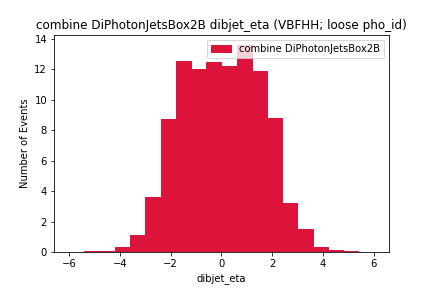 combine DiPhotonJetsBox2B dibjet_eta (VBFHH; loose pho_id)
combine DiPhotonJetsBox2B
Number of Events
14
12
10
8
6
4
2
0
−6 −4 −2 0 2 4 6
dibjet_eta